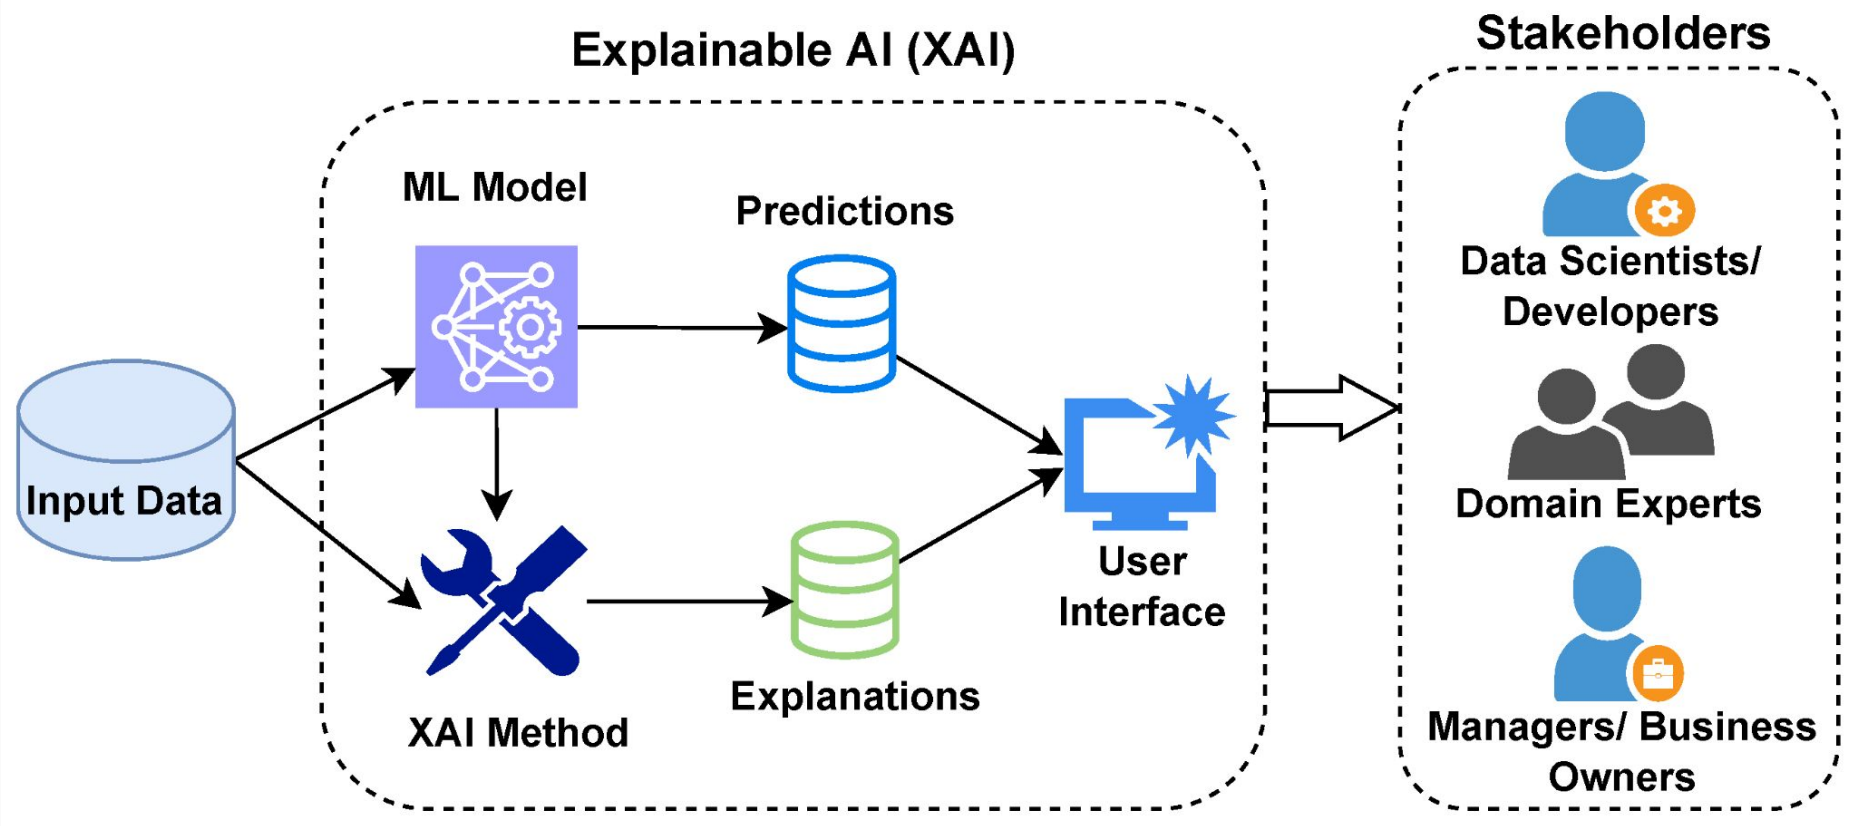 Explainable AI (XAI)
Stakeholders
ML Model
Predictions
Input Data
XAI Method
Explanations
User
Interface
Data Scientists/
Developers
Domain Experts
Managers/ Business
Owners